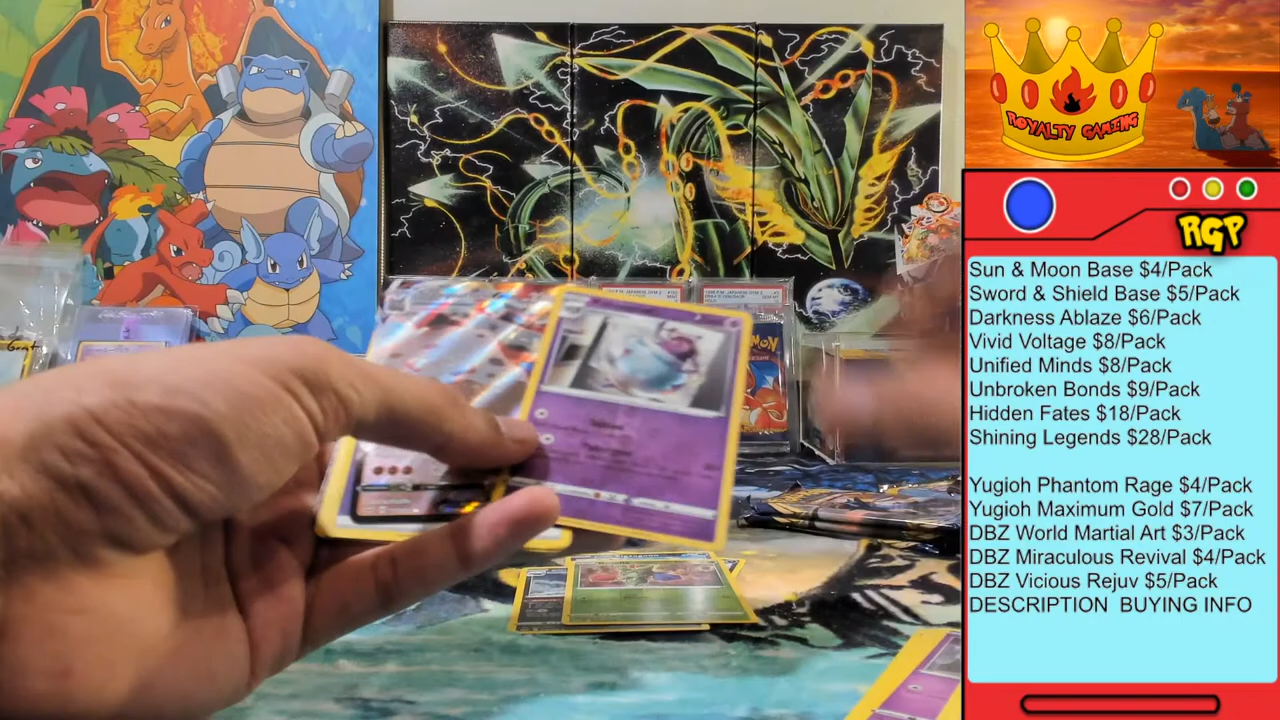 ROYALTY GAMING
RGP
Sun & Moon Base $4/Pack
Sword & Shield Base $5/Pack
Darkness Ablaze $6/Pack
Vivid Voltage $8/Pack
Unified Minds $8/Pack
Unbroken Bonds $9/Pack
Hidden Fates $18/Pack
Shining Legends $28/Pack
Yugioh Phantom Rage $4/Pack
Yugioh Maximum Gold $7/Pack
DBZ World Martial Art $3/Pack
DBZ Miraculous Revival $4/Pack
DBZ Vicious Rejuv $5/Pack
DESCRIPTION BUYING INFO